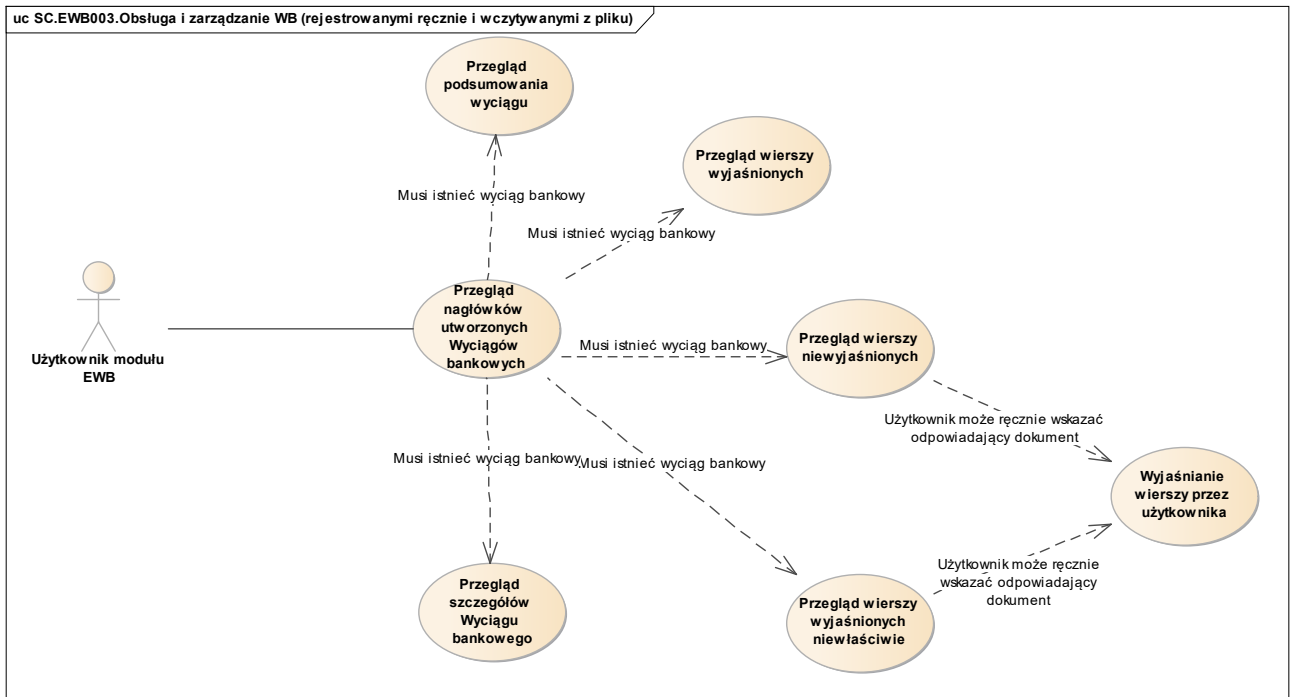 uc SC.EWB003.Obsługa i zarządzanie WB (rejestrowanymi ręcznie i wczytywanymi z pliku)
Przegląd
podsumowania
wyciągu
Przegląd wierszy
wyjaśnionych
Musi istnieć wyciąg bankowy
Musi istnieć wyciąg bankowy
Przegląd
nagłówków
utworzonych
Wyciągów
bankowych
Użytkownik modułu
EWB
Musi istnieć wyciąg bankowy
Przegląd wierszy
niewyjaśnionych
Użytkownik może ręcznie wskazać
odpowiadający dokument
Musi istnieć wyciąg bankowy
Musi istnieć wyciąg bankowy
Wyjaśnianie
wierszy przez
użytkownika
Użytkownik może ręcznie
wskazać odpowiadający
dokument
Przegląd
szczegółów
Wyciągu
bankowego
Przegląd wierszy
wyjaśnionych
niewłaściwie